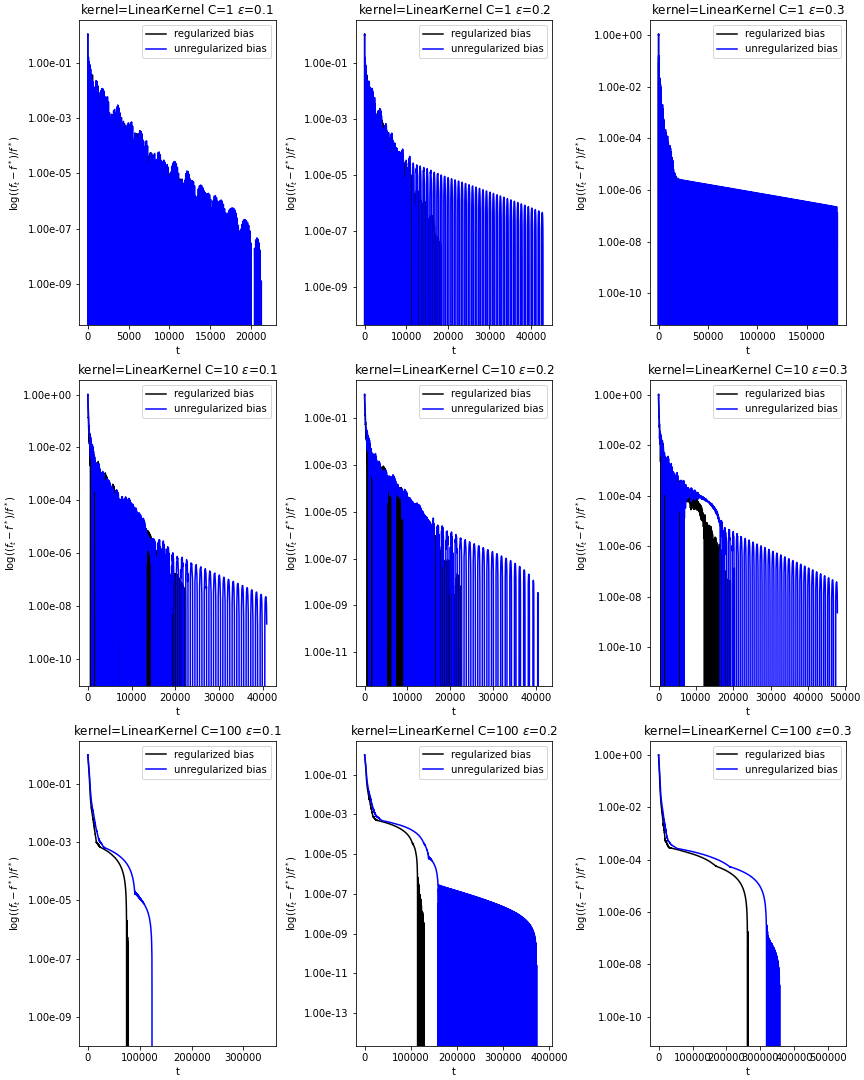 kernel=LinearKernel C=1 ε=0.1
regularized bias
unregularized bias
1.00e-01
1.00e-03
1.00e-05
1.00e-07
1.00e-09
log((f_t − f*)/f*)
0 5000 10000 15000 20000
t
kernel=LinearKernel C=1 ε=0.2
regularized bias
unregularized bias
1.00e-01
1.00e-03
1.00e-05
1.00e-07
1.00e-09
log((f_t − f*)/f*)
0 10000 20000 30000 40000
t
kernel=LinearKernel C=1 ε=0.3
regularized bias
unregularized bias
1.00e+00
1.00e-02
1.00e-04
1.00e-06
1.00e-08
1.00e-10
log((f_t − f*)/f*)
0 50000 100000 150000
t
kernel=LinearKernel C=10 ε=0.1
regularized bias
unregularized bias
1.00e+00
1.00e-02
1.00e-04
1.00e-06
1.00e-08
1.00e-10
log((f_t − f*)/f*)
0 10000 20000 30000 40000
t
kernel=LinearKernel C=10 ε=0.2
regularized bias
unregularized bias
1.00e-01
1.00e-03
1.00e-05
1.00e-07
1.00e-09
1.00e-11
log((f_t − f*)/f*)
0 10000 20000 30000 40000
t
kernel=LinearKernel C=10 ε=0.3
regularized bias
unregularized bias
1.00e+00
1.00e-02
1.00e-04
1.00e-06
1.00e-08
1.00e-10
log((f_t − f*)/f*)
0 10000 20000 30000 40000 50000
t
kernel=LinearKernel C=100 ε=0.1
regularized bias
unregularized bias
1.00e-01
1.00e-03
1.00e-05
1.00e-07
1.00e-09
log((f_t − f*)/f*)
0 100000 200000 300000
t
kernel=LinearKernel C=100 ε=0.2
regularized bias
unregularized bias
1.00e-01
1.00e-03
1.00e-05
1.00e-07
1.00e-09
1.00e-11
1.00e-13
log((f_t − f*)/f*)
0 100000 200000 300000 400000
t
kernel=LinearKernel C=100 ε=0.3
regularized bias
unregularized bias
1.00e+00
1.00e-02
1.00e-04
1.00e-06
1.00e-08
1.00e-10
log((f_t − f*)/f*)
0 100000 200000 300000 400000 500000
t